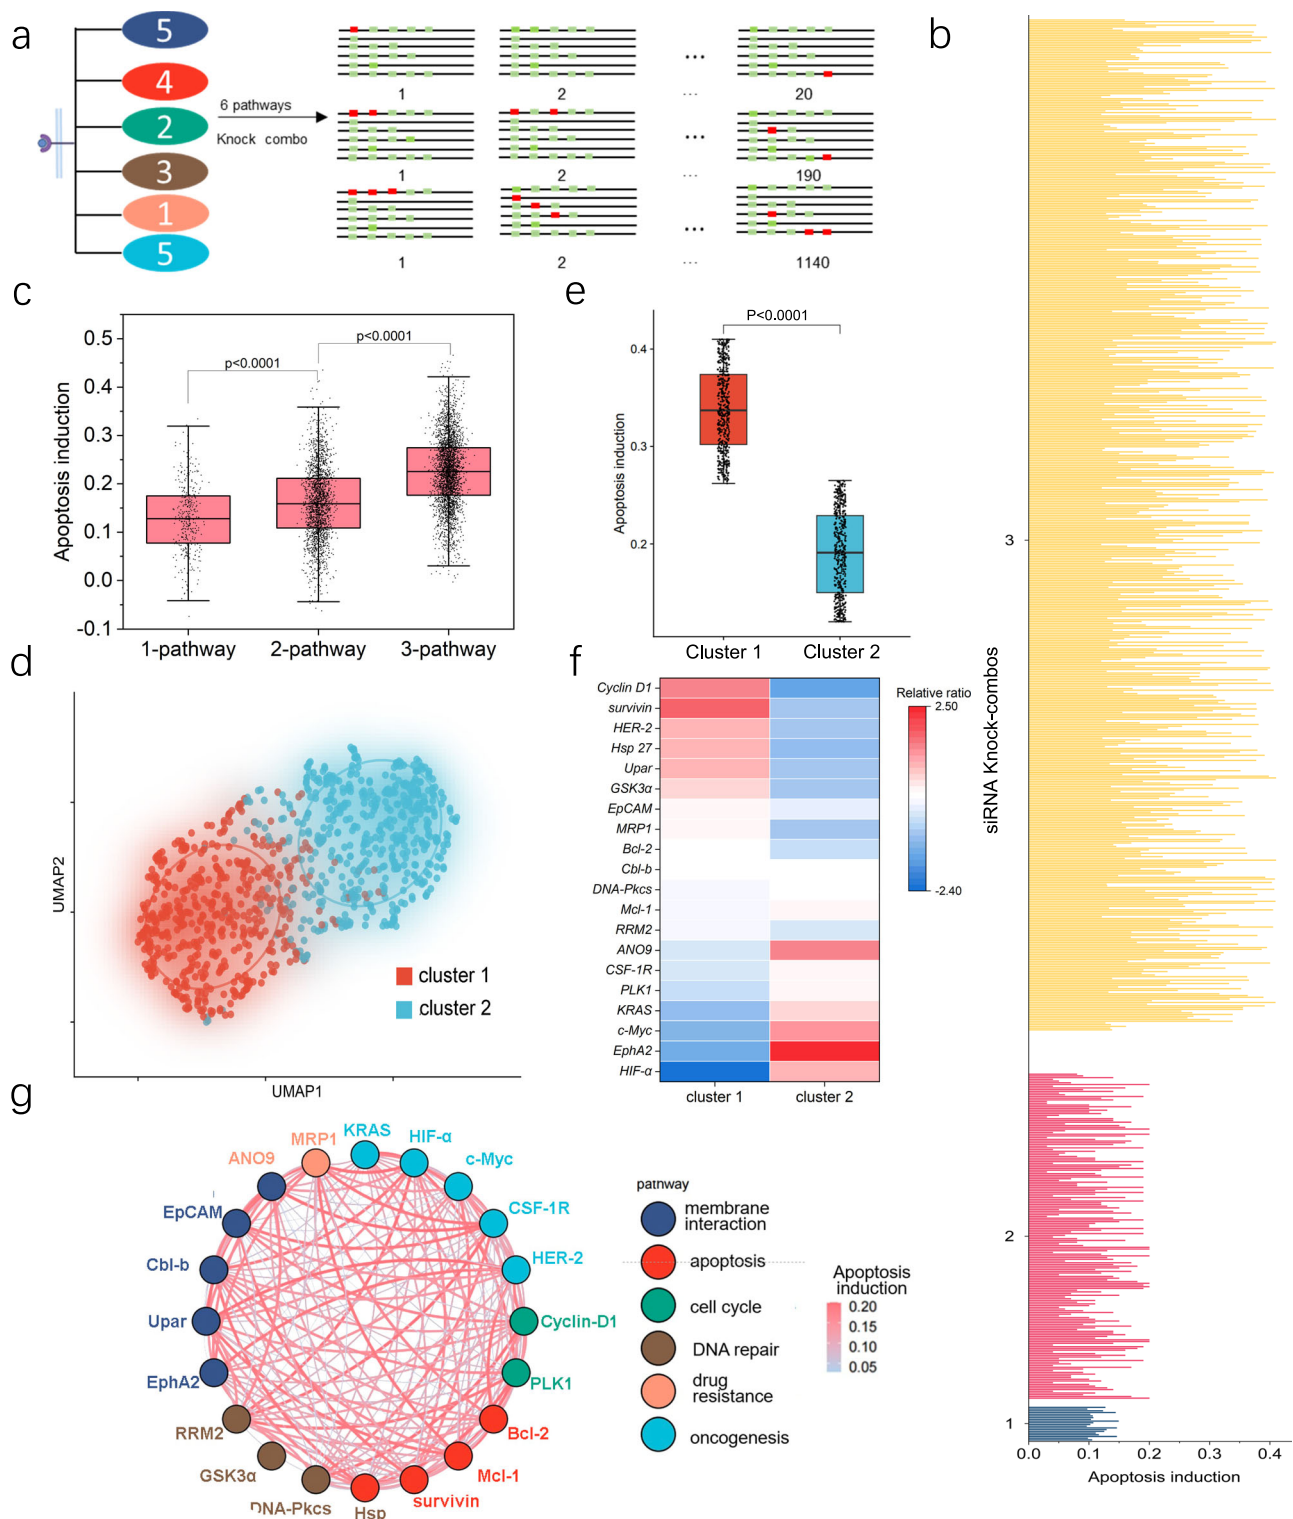 a
5
4
2
3
1
5
6 pathways
Knock combo
1
2
...
...
20
1
2
...
...
190
1
2
...
...
1140
b
siRNA Knock-combos
3
2
1
0.0
0.1
0.2
0.3
0.4
Apoptosis induction
c
Apoptosis induction
0.5
0.4
0.3
0.2
0.1
0.0
-0.1
p<0.0001
p<0.0001
1-pathway
2-pathway
3-pathway
e
Apoptosis induction
0.4
0.3
0.2
P<0.0001
Cluster 1
Cluster 2
d
UMAP2
UMAP1
cluster 1
cluster 2
f
Cyclin D1
survivin
HER-2
Hsp 27
Upar
GSK3α
EpCAM
MRP1
Bcl-2
Cbl-b
DNA-Pkcs
Mcl-1
RRM2
ANO9
CSF-1R
PLK1
KRAS
c-Myc
EphA2
HIF-α
cluster 1
cluster 2
Relative ratio
2.50
-2.40
g
KRAS
HIF-α
c-Myc
CSF-1R
HER-2
Cyclin-D1
PLK1
Bcl-2
Mcl-1
survivin
Hsp
DNA-Pkcs
GSK3α
RRM2
EphA2
Upar
Cbl-b
EpCAM
ANO9
MRP1
pathway
membrane
interaction
apoptosis
cell cycle
DNA repair
drug
resistance
oncogenesis
Apoptosis
induction
0.20
0.15
0.10
0.05